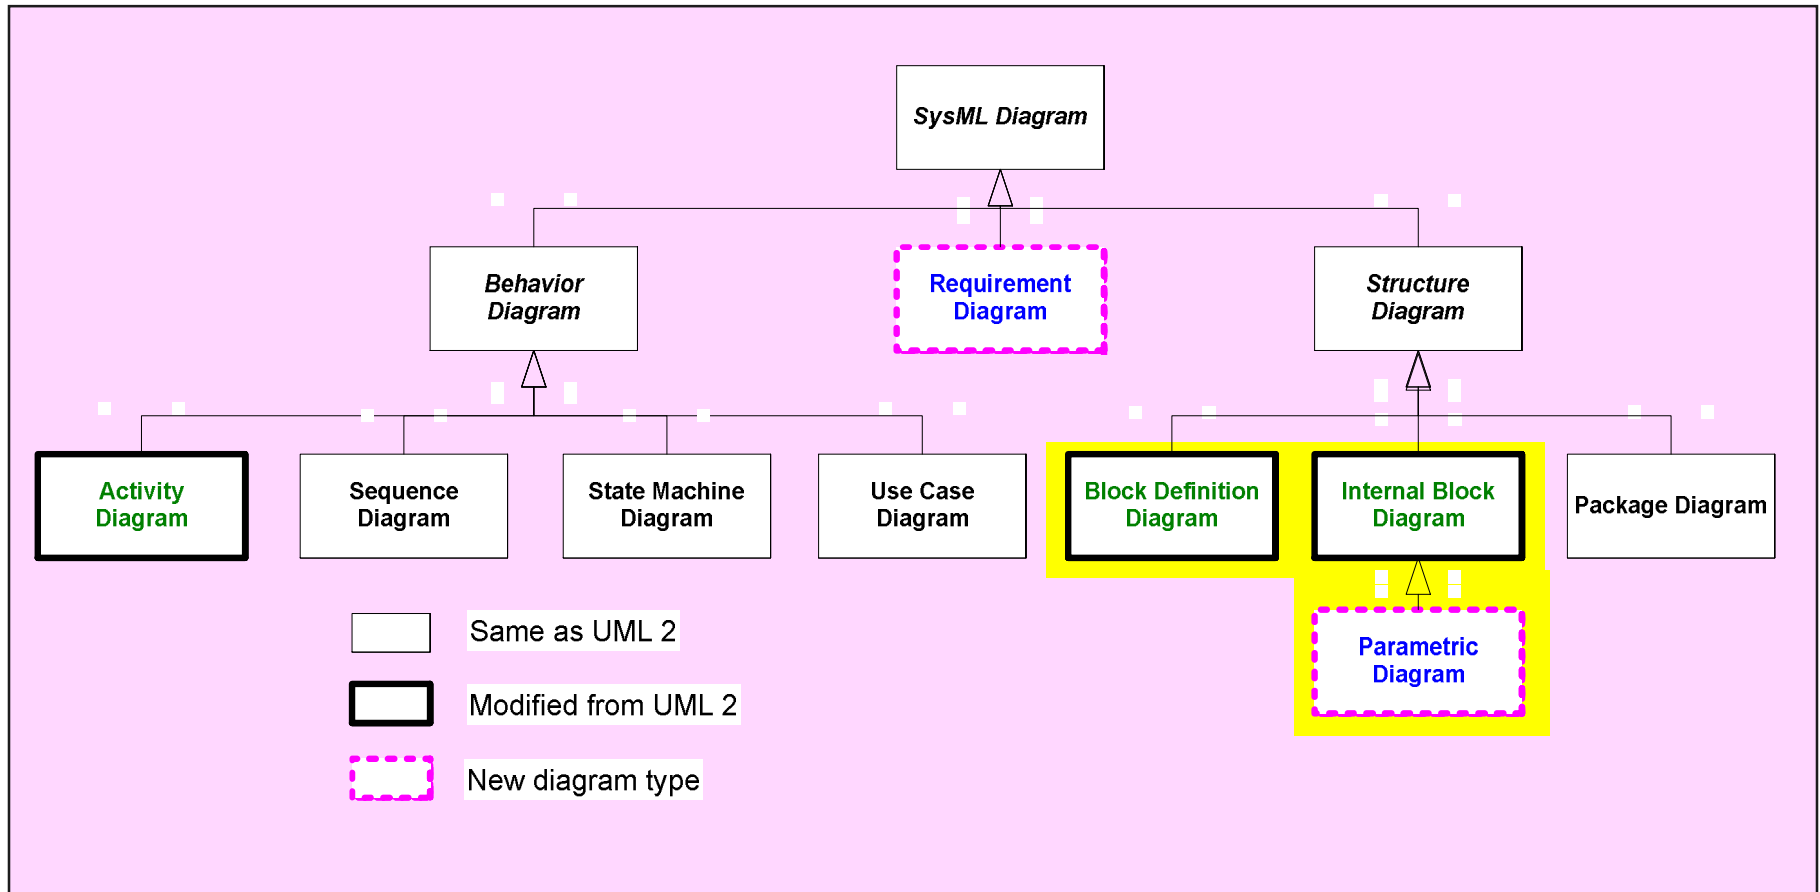 SysML Diagram
Behavior
Diagram
Requirement
Diagram
Structure
Diagram
Activity
Diagram
Sequence
Diagram
State Machine
Diagram
Use Case
Diagram
Block Definition
Diagram
Internal Block
Diagram
Package Diagram
Parametric
Diagram
Same as UML 2
Modified from UML 2
New diagram type